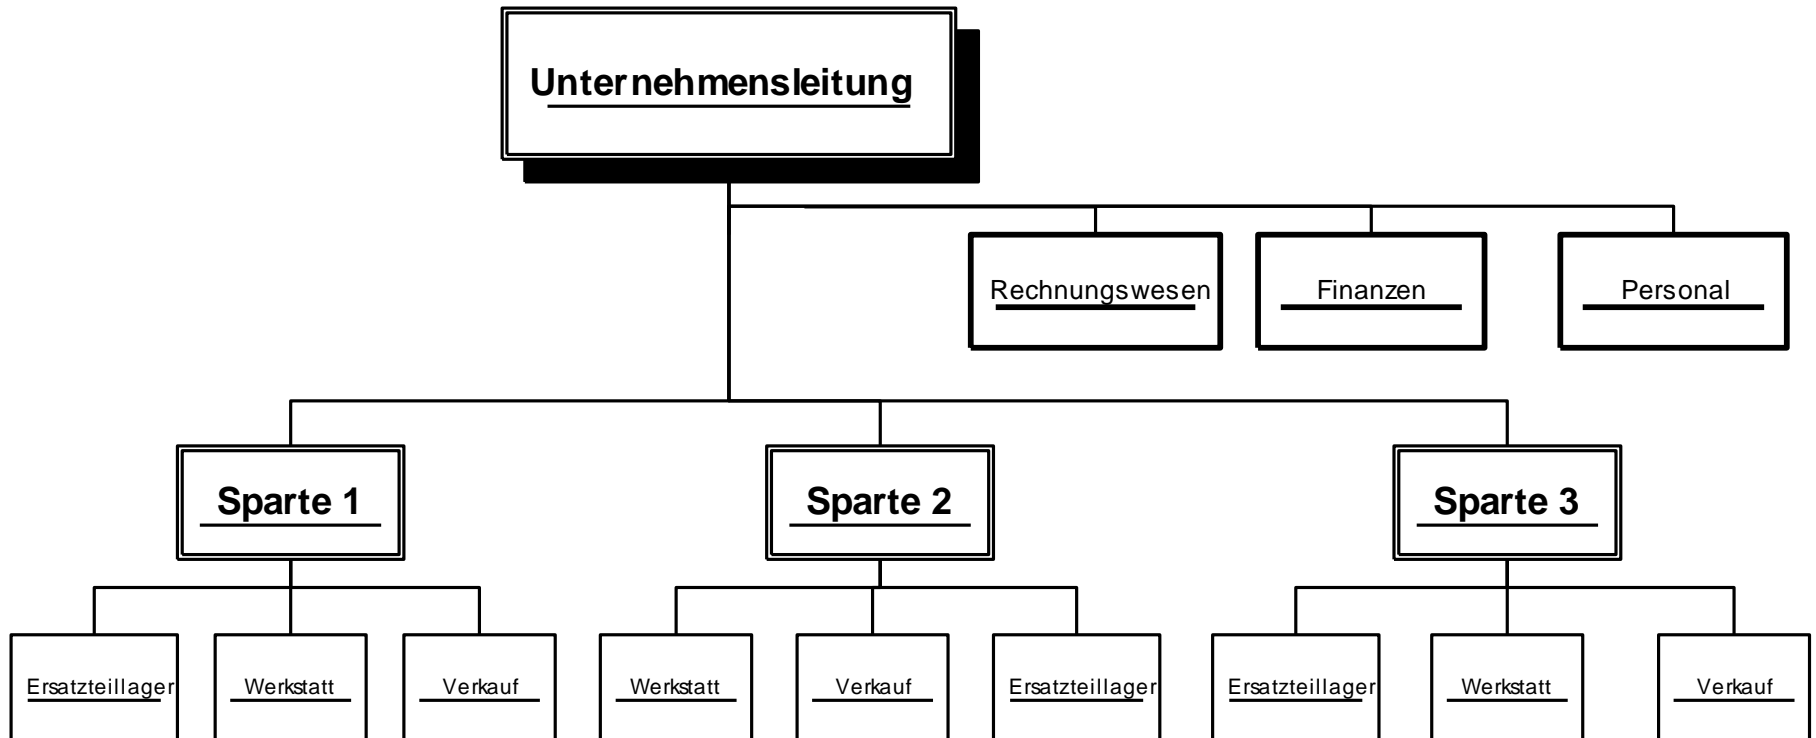 Unternehmensleitung
Rechnungswesen
Finanzen
Personal
Sparte 1
Sparte 2
Sparte 3
Ersatzteillager
Werkstatt
Verkauf
Werkstatt
Verkauf
Ersatzteillager
Ersatzteillager
Werkstatt
Verkauf